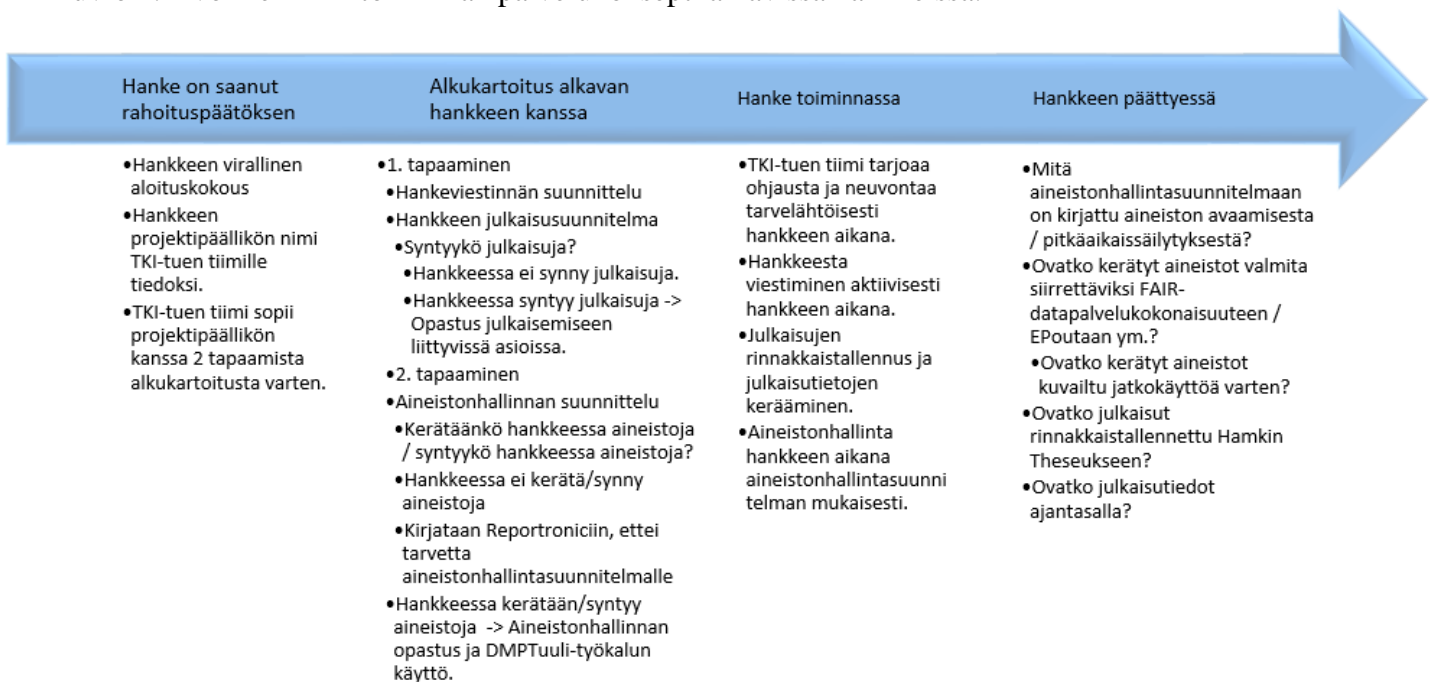 Hanke on saanut
rahoituspäätöksen
Alkukartoitus alkavan
hankkeen kanssa
Hanke toiminnassa
Hankkeen päättyessä
•Hankkeen virallinen
aloituskokous
•Hankkeen
projektipäällikön nimi
TKI-tuen tiimille
tiedoksi.
•TKI-tuen tiimi sopii
projektipäällikön
kanssa 2 tapaamista
alkukartoitusta varten.
•1. tapaaminen
•Hankeviestinnän suunnittelu
•Hankkeen julkaisusuunnitelma
•Syntyykö julkaisuja?
•Hankkeessa ei synny julkaisuja.
•Hankkeessa syntyy julkaisuja ->
Opastus julkaisemiseen
liittyvissä asioissa.
•2. tapaaminen
•Aineistonhallinnan suunnittelu
•Kerätäänkö hankkeessa aineistoja
/ syntyykö hankkeessa aineistoja?
•Hankkeessa ei kerätä/synny
aineistoja
•Kirjataan Reportroniciin, ettei
tarvetta
aineistonhallintasuunnitelmalle
•Hankkeessa kerätään/syntyy
aineistoja -> Aineistonhallinnan
opastus ja DMPTuuli-työkalun
käyttö.
•TKI-tuen tiimi tarjoaa
ohjausta ja neuvontaa
tarvelähtöisesti
hankkeen aikana.
•Hankkeesta
viestiminen aktiivisesti
hankkeen aikana.
•Julkaisujen
rinnakkaistallennus ja
julkaisutietojen
kerääminen.
•Aineistonhallinta
hankkeen aikana
aineistonhallintasuunni
telman mukaisesti.
•Mitä
aineistonhallintasuunnitelmaan
on kirjattu aineiston avaamisesta
/ pitkäaikaissäilytyksestä?
•Ovatko kerätyt aineistot valmita
siirrettäviksi FAIR-
datapalvelukokonaisuuteen /
EPoutaan ym.?
•Ovatko kerätyt aineistot
kuvailtu jatkokäyttöä varten?
•Ovatko julkaisut
rinnakkaistallennettu Hamkin
Theseukseen?
•Ovatko julkaisutiedot
ajantasalla?